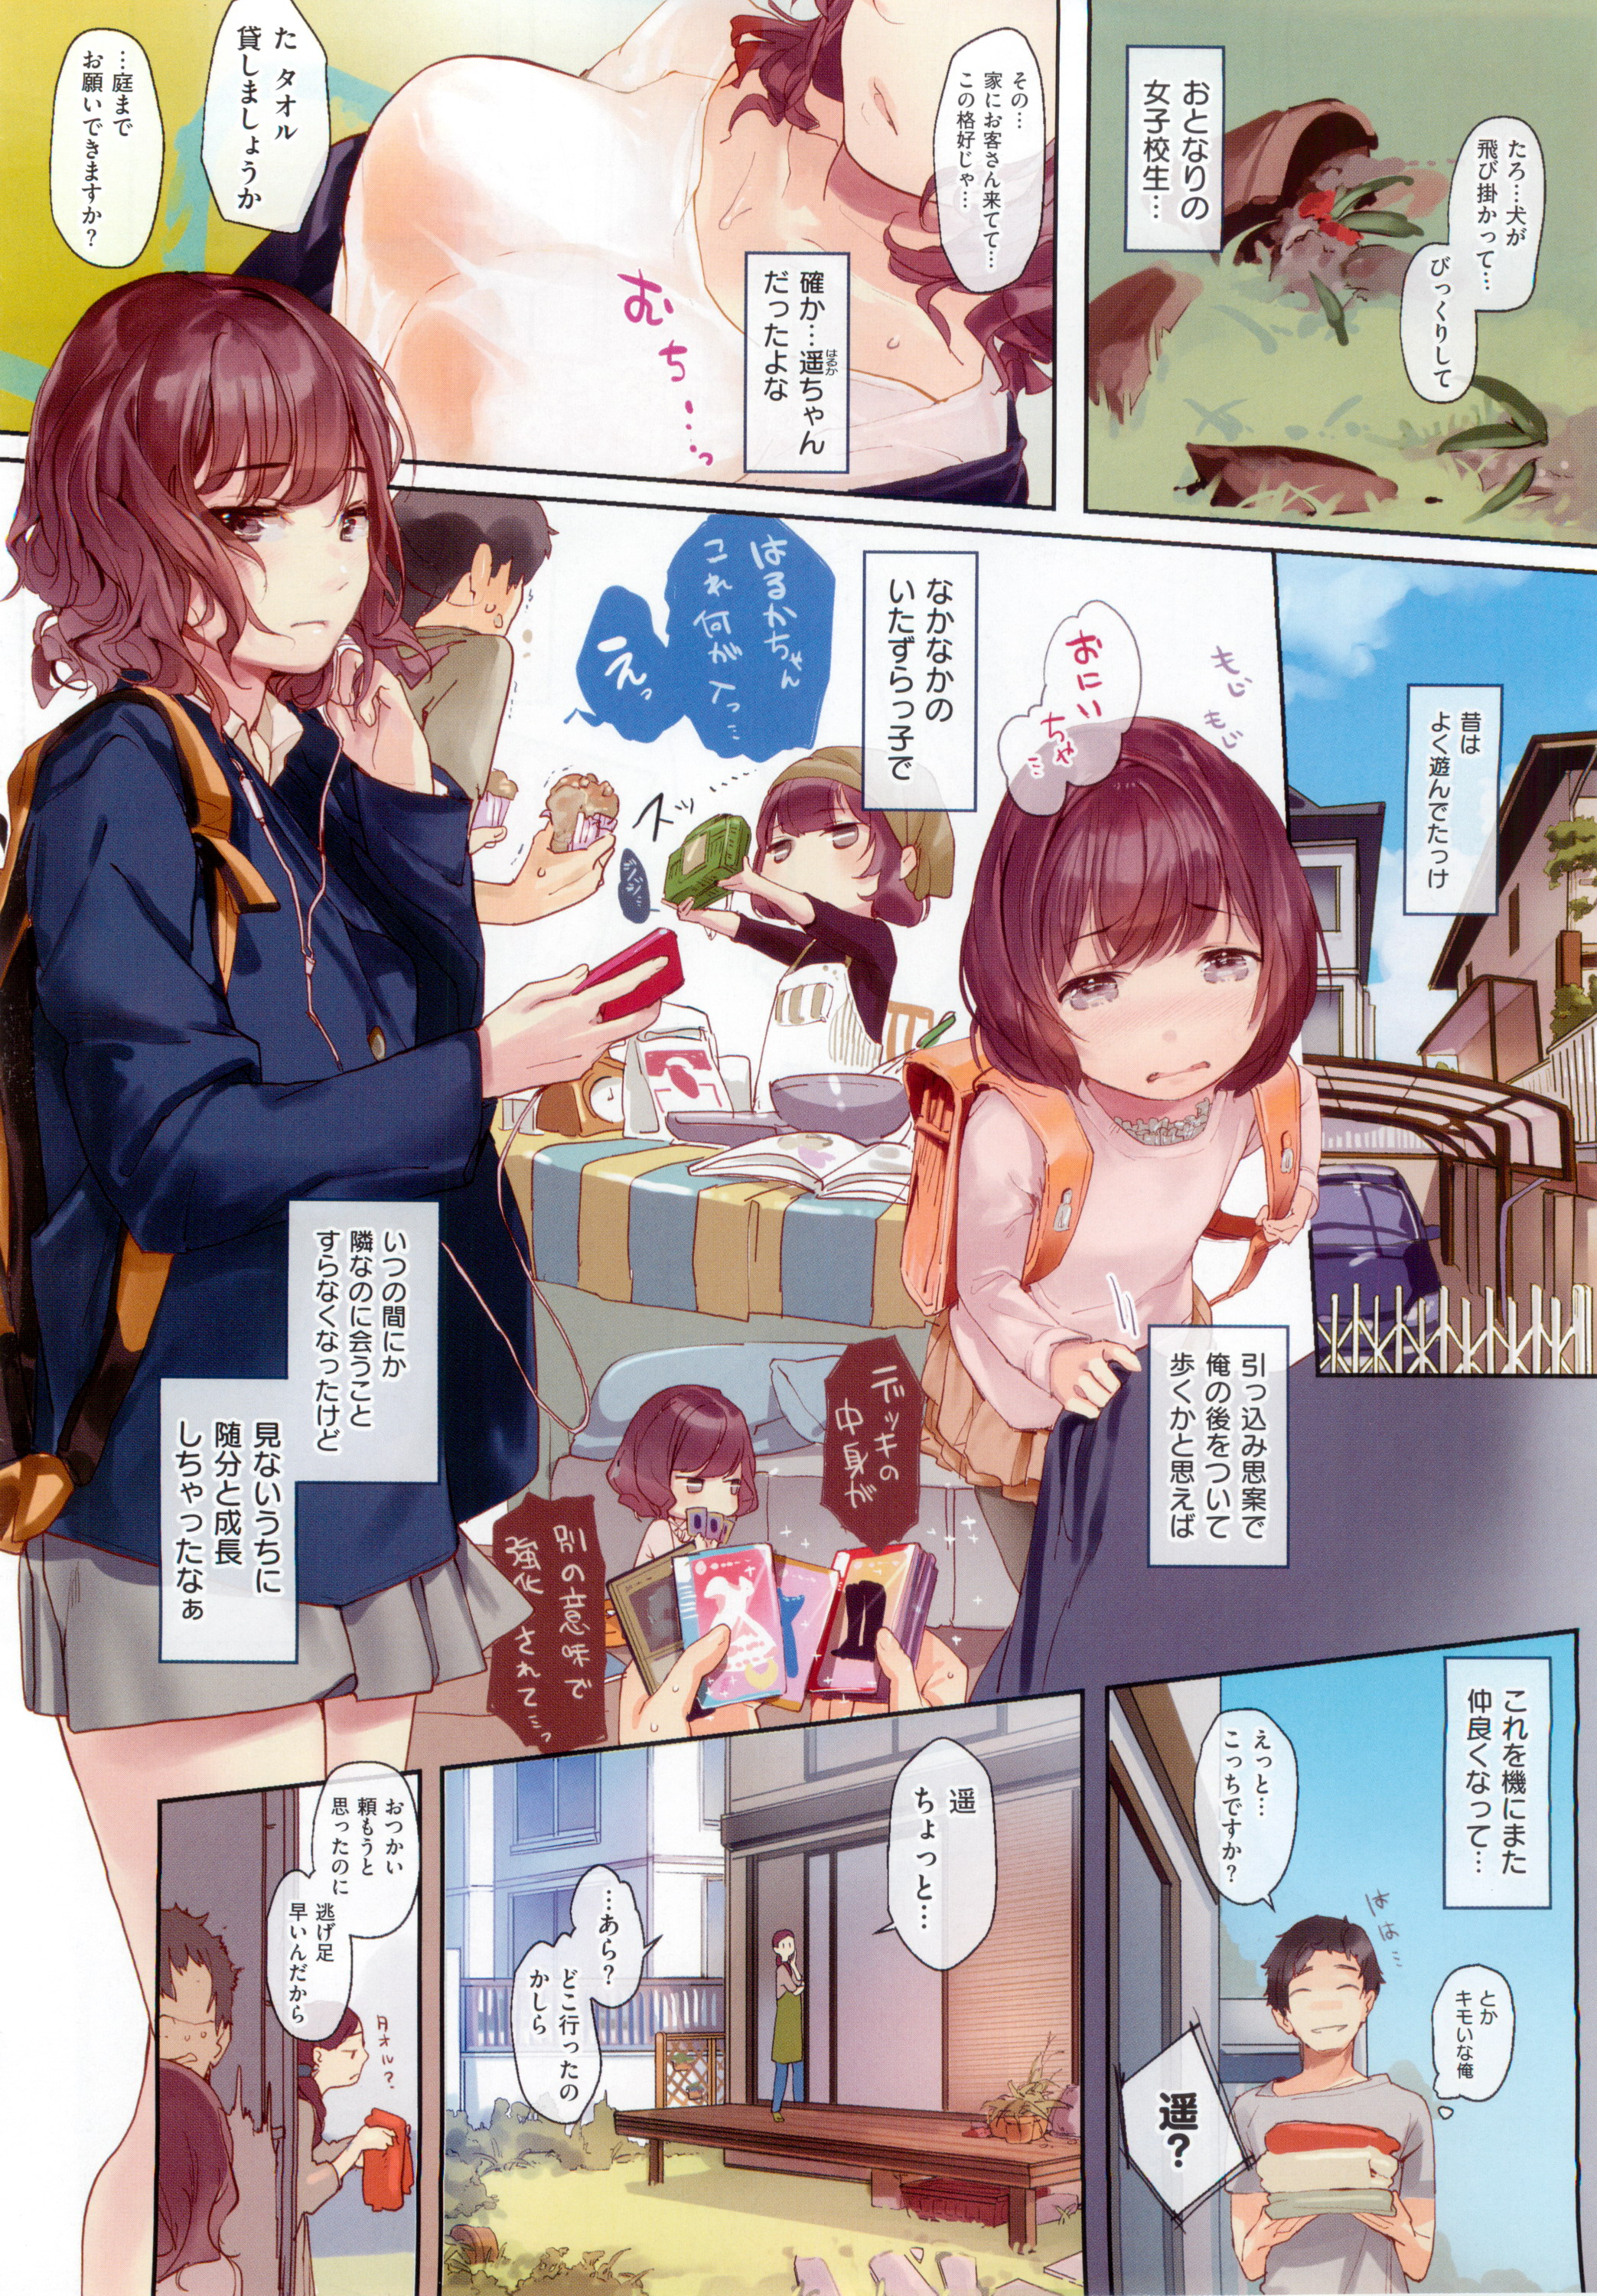 たろ…犬が
飛び掛かって…
びっくりして
おとなりの
女子校生…
その…
家にお客さん来てて…
この格好じゃ…
確か…遥ちゃん
はるか
だったよな
むち…っ
た タオル
貸しましょうか
…庭まで
お願いできますか?
昔は
よく遊んでたっけ
もじ
もじ
おにい
ちゃ…
引っ込み思案で
俺の後をついて
歩くかと思えば
なかなかの
いたずらっ子で
はるかちゃん
これ何が入っ…
えっ
スッ…
デッキの
中身が
別の意味で
強化されて…っ
いつの間にか
隣なのに会うこと
すらなくなったけど
見ないうちに
随分と成長
しちゃったなぁ
これを機にまた
仲良くなって…
えっと…
こっちですか?
はは…
とか
キモいな俺
遥?
遥
ちょっと…
…あら?
どこ行ったの
かしら
おつかい
頼もうと
思ったのに
逃げ足
早いんだから
タオル?